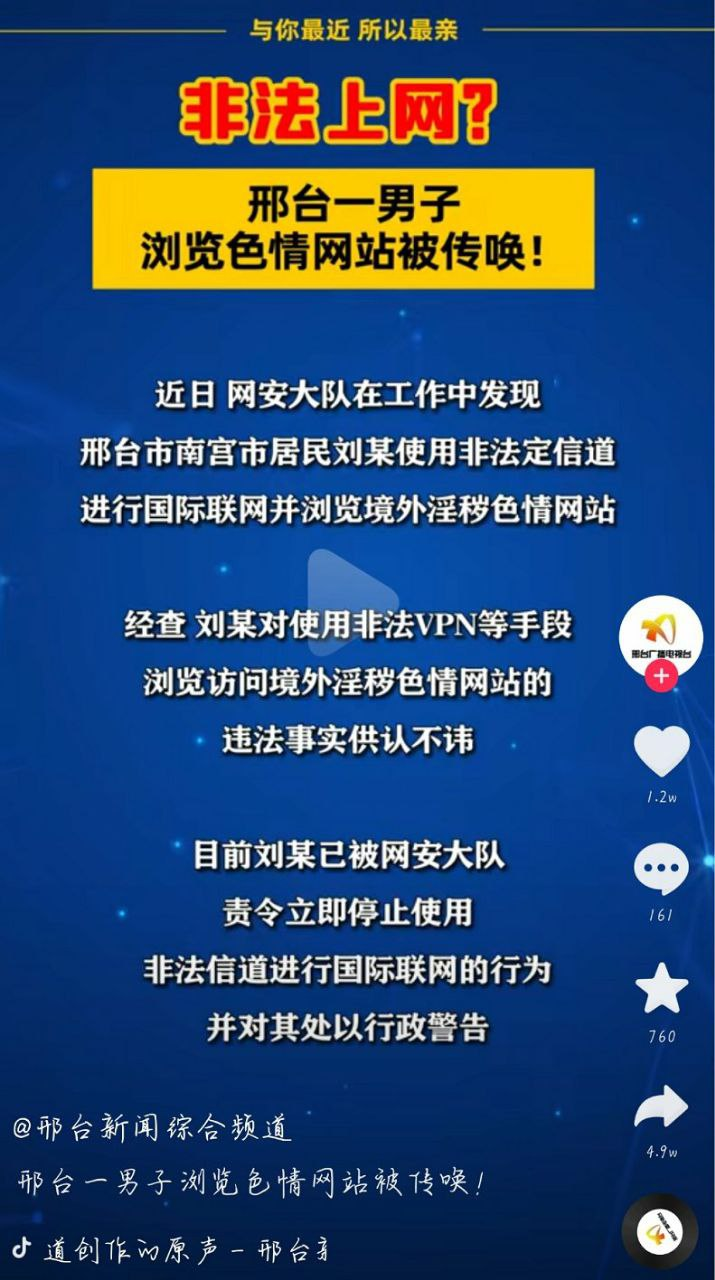 与你最近 所以最亲
非法上网?
邢台一男子
浏览色情网站被传唤!
近日 网安大队在工作中发现
邢台市南宫市居民刘某使用非法定信道
进行国际联网并浏览境外淫秽色情网站
经查 刘某对使用非法VPN等手段
浏览访问境外淫秽色情网站的
违法事实供认不讳
目前刘某已被网安大队
责令立即停止使用
非法信道进行国际联网的行为
并对其处以行政警告
邢台广播电视台
1.2w
161
760
4.9w
@邢台新闻综合频道
邢台一男子浏览色情网站被传唤!
道创作的原声-邢台